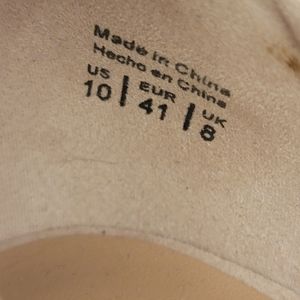 Made in China
Hecho en China
US | EUR | UK
10 | 41 | 8